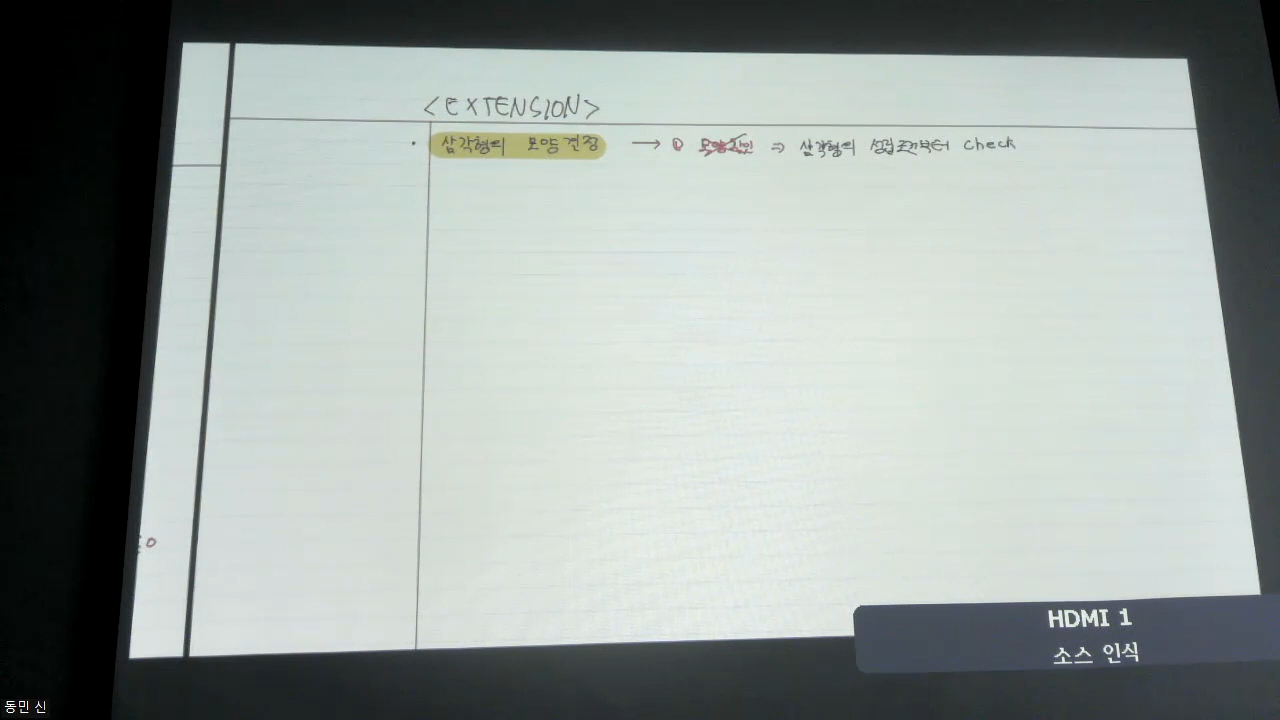 <EXTENSION>
· 삼각형의 모양결정 → ① 모양확인 ⇒ 삼각형의 성립조건부터 check
HDMI 1
소스 인식
동민 신